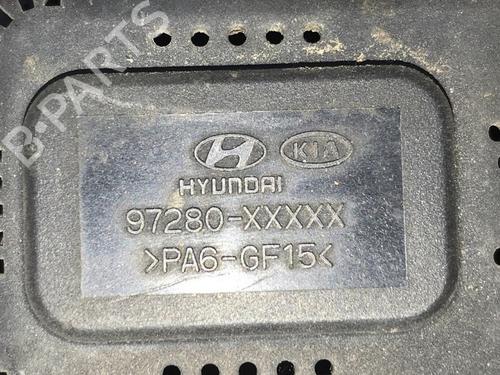 B-PARTS
KIA
HYUNDAI
97280-XXXXX
>PA6-GF15<